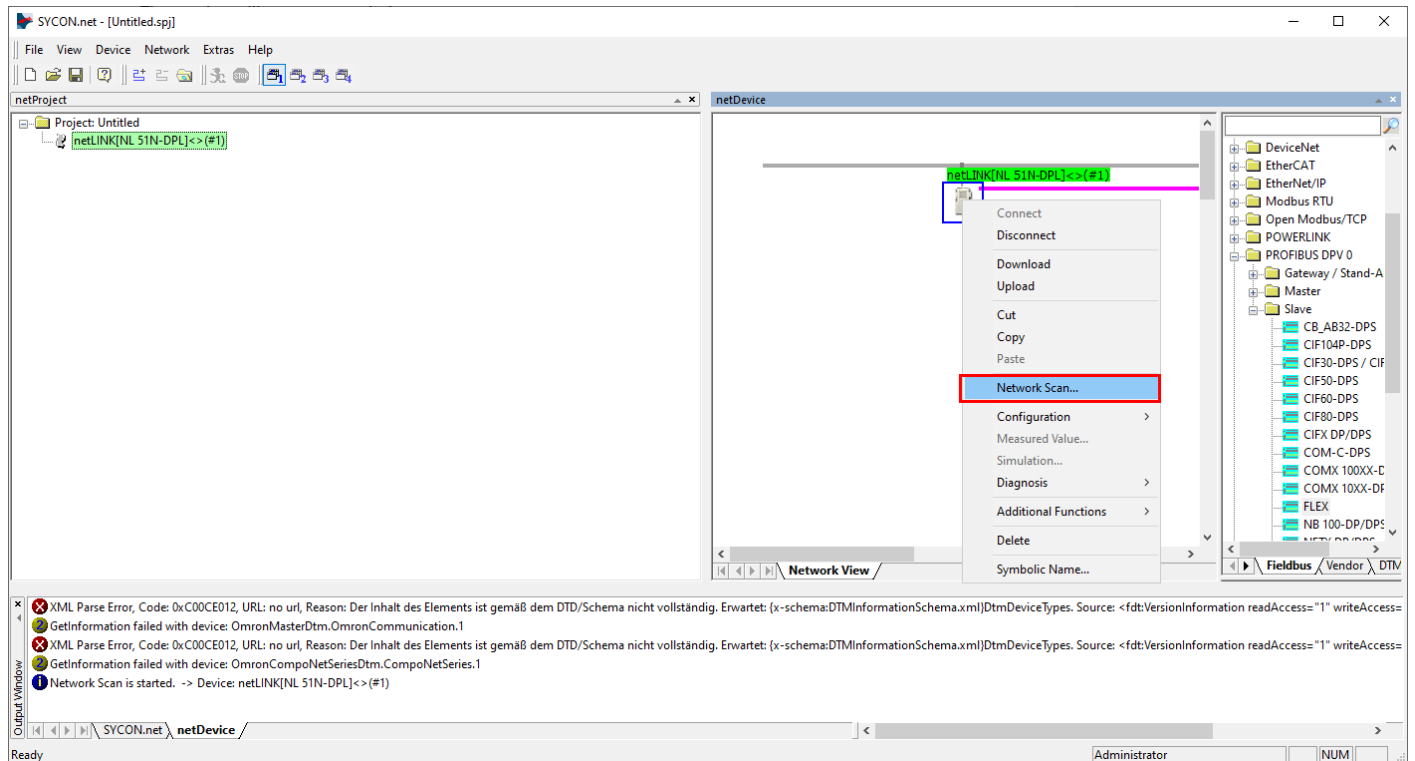 SYCON.net - [Untitled.spj]
File View Device Network Extras Help
netProject
Project: Untitled
netLINK[NL 51N-DPL]<>(#1)
netDevice
netLINK[NL 51N-DPL]<>(#1)
Connect
Disconnect
Download
Upload
Cut
Copy
Paste
Network Scan...
Configuration
Measured Value...
Simulation...
Diagnosis
Additional Functions
Delete
Symbolic Name...
Network View
DeviceNet
EtherCAT
EtherNet/IP
Modbus RTU
Open Modbus/TCP
POWERLINK
PROFIBUS DPV 0
Gateway / Stand-A
Master
Slave
CB_AB32-DPS
CIF104P-DPS
CIF30-DPS / CIF
CIF50-DPS
CIF60-DPS
CIF80-DPS
CIFX DP/DPS
COM-C-DPS
COMX 100XX-D
COMX 10XX-DP
FLEX
NB 100-DP/DPS
Fieldbus Vendor DTM
XML Parse Error, Code: 0xC00CE012, URL: no url, Reason: Der Inhalt des Elements ist gemäß dem DTD/Schema nicht vollständig. Erwartet: {x-schema:DTMInformationSchema.xml}DtmDeviceTypes. Source: <fdt:VersionInformation readAccess="1" writeAccess=
GetInformation failed with device: OmronMasterDtm.OmronCommunication.1
XML Parse Error, Code: 0xC00CE012, URL: no url, Reason: Der Inhalt des Elements ist gemäß dem DTD/Schema nicht vollständig. Erwartet: {x-schema:DTMInformationSchema.xml}DtmDeviceTypes. Source: <fdt:VersionInformation readAccess="1" writeAccess=
GetInformation failed with device: OmronCompoNetSeriesDtm.CompoNetSeries.1
Network Scan is started. -> Device: netLINK[NL 51N-DPL]<>(#1)
Output Window
SYCON.net netDevice
Ready
Administrator
NUM